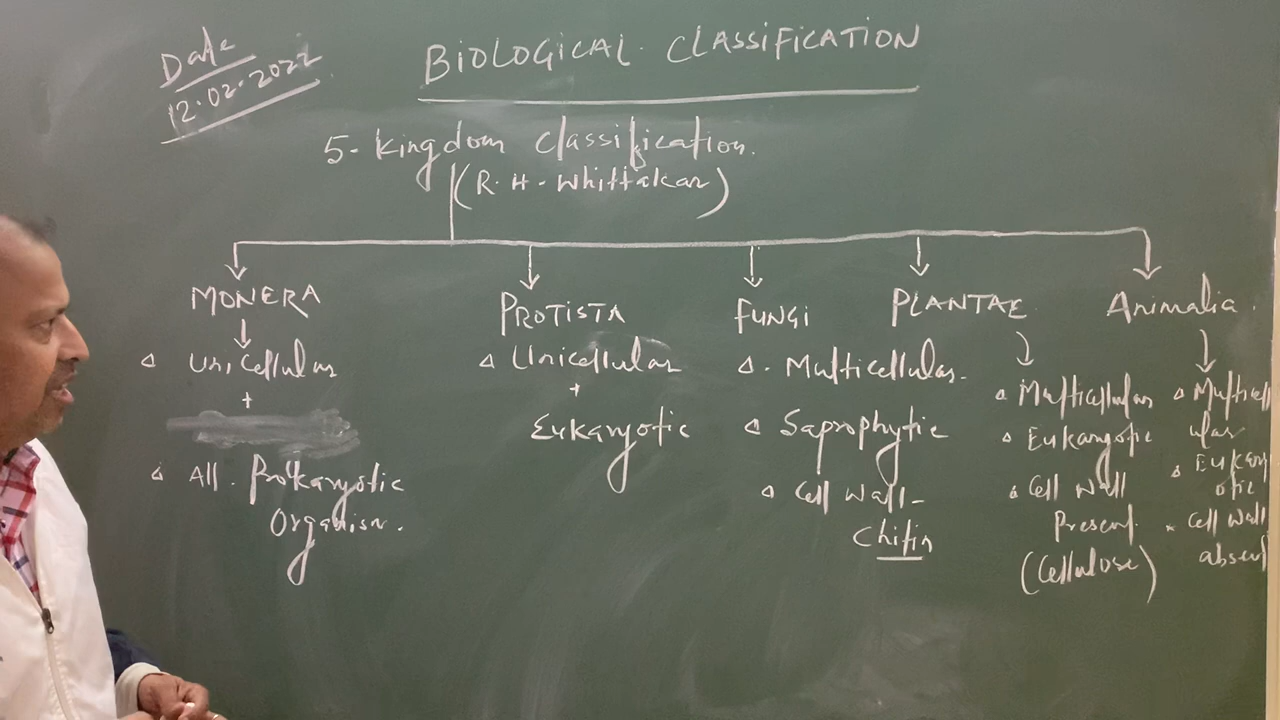 Date
12.02.2022
BIOLOGICAL CLASSIFICATION
5-Kingdom Classification.
(R.H-Whittakar)
MONERA
Unicellular
+
All. Prokaryotic
Organism.
PROTISTA
Unicellular
+
Eukaryotic
FUNGI
Multicellular.
Saprophytic
Cell Wall-
Chitin
PLANTAE
Multicellular
Eukaryotic
Cell Wall
Present.
(Cellulose)
Animalia.
Multicell
ular
Eukary
otic
Cell Wall
absent